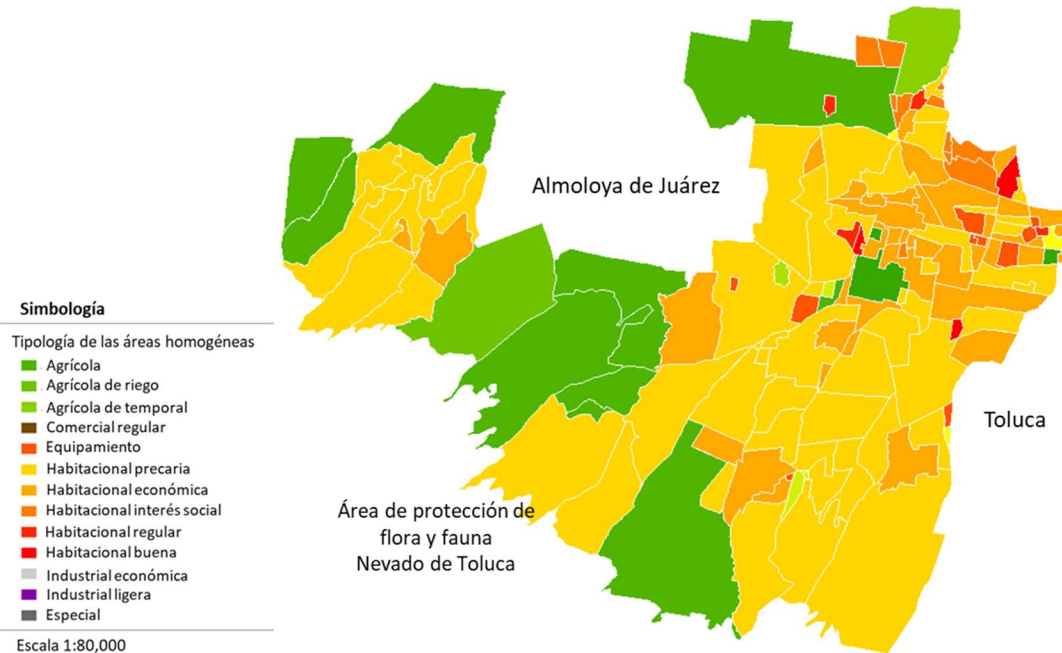 Almoloya de Juárez
Simbología
Tipología de las áreas homogéneas
Agrícola
Agrícola de riego
Agrícola de temporal
Comercial regular
Equipamiento
Habitacional precaria
Habitacional económica
Habitacional interés social
Habitacional regular
Habitacional buena
Industrial económica
Industrial ligera
Especial
Escala 1:80,000
Toluca
Área de protección de
flora y fauna
Nevado de Toluca